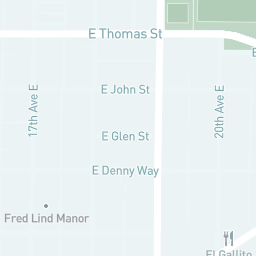 E Thomas St
E John St
17th Ave E
20th Ave E
E Glen St
E Denny Way
Fred Lind Manor
El Gallito